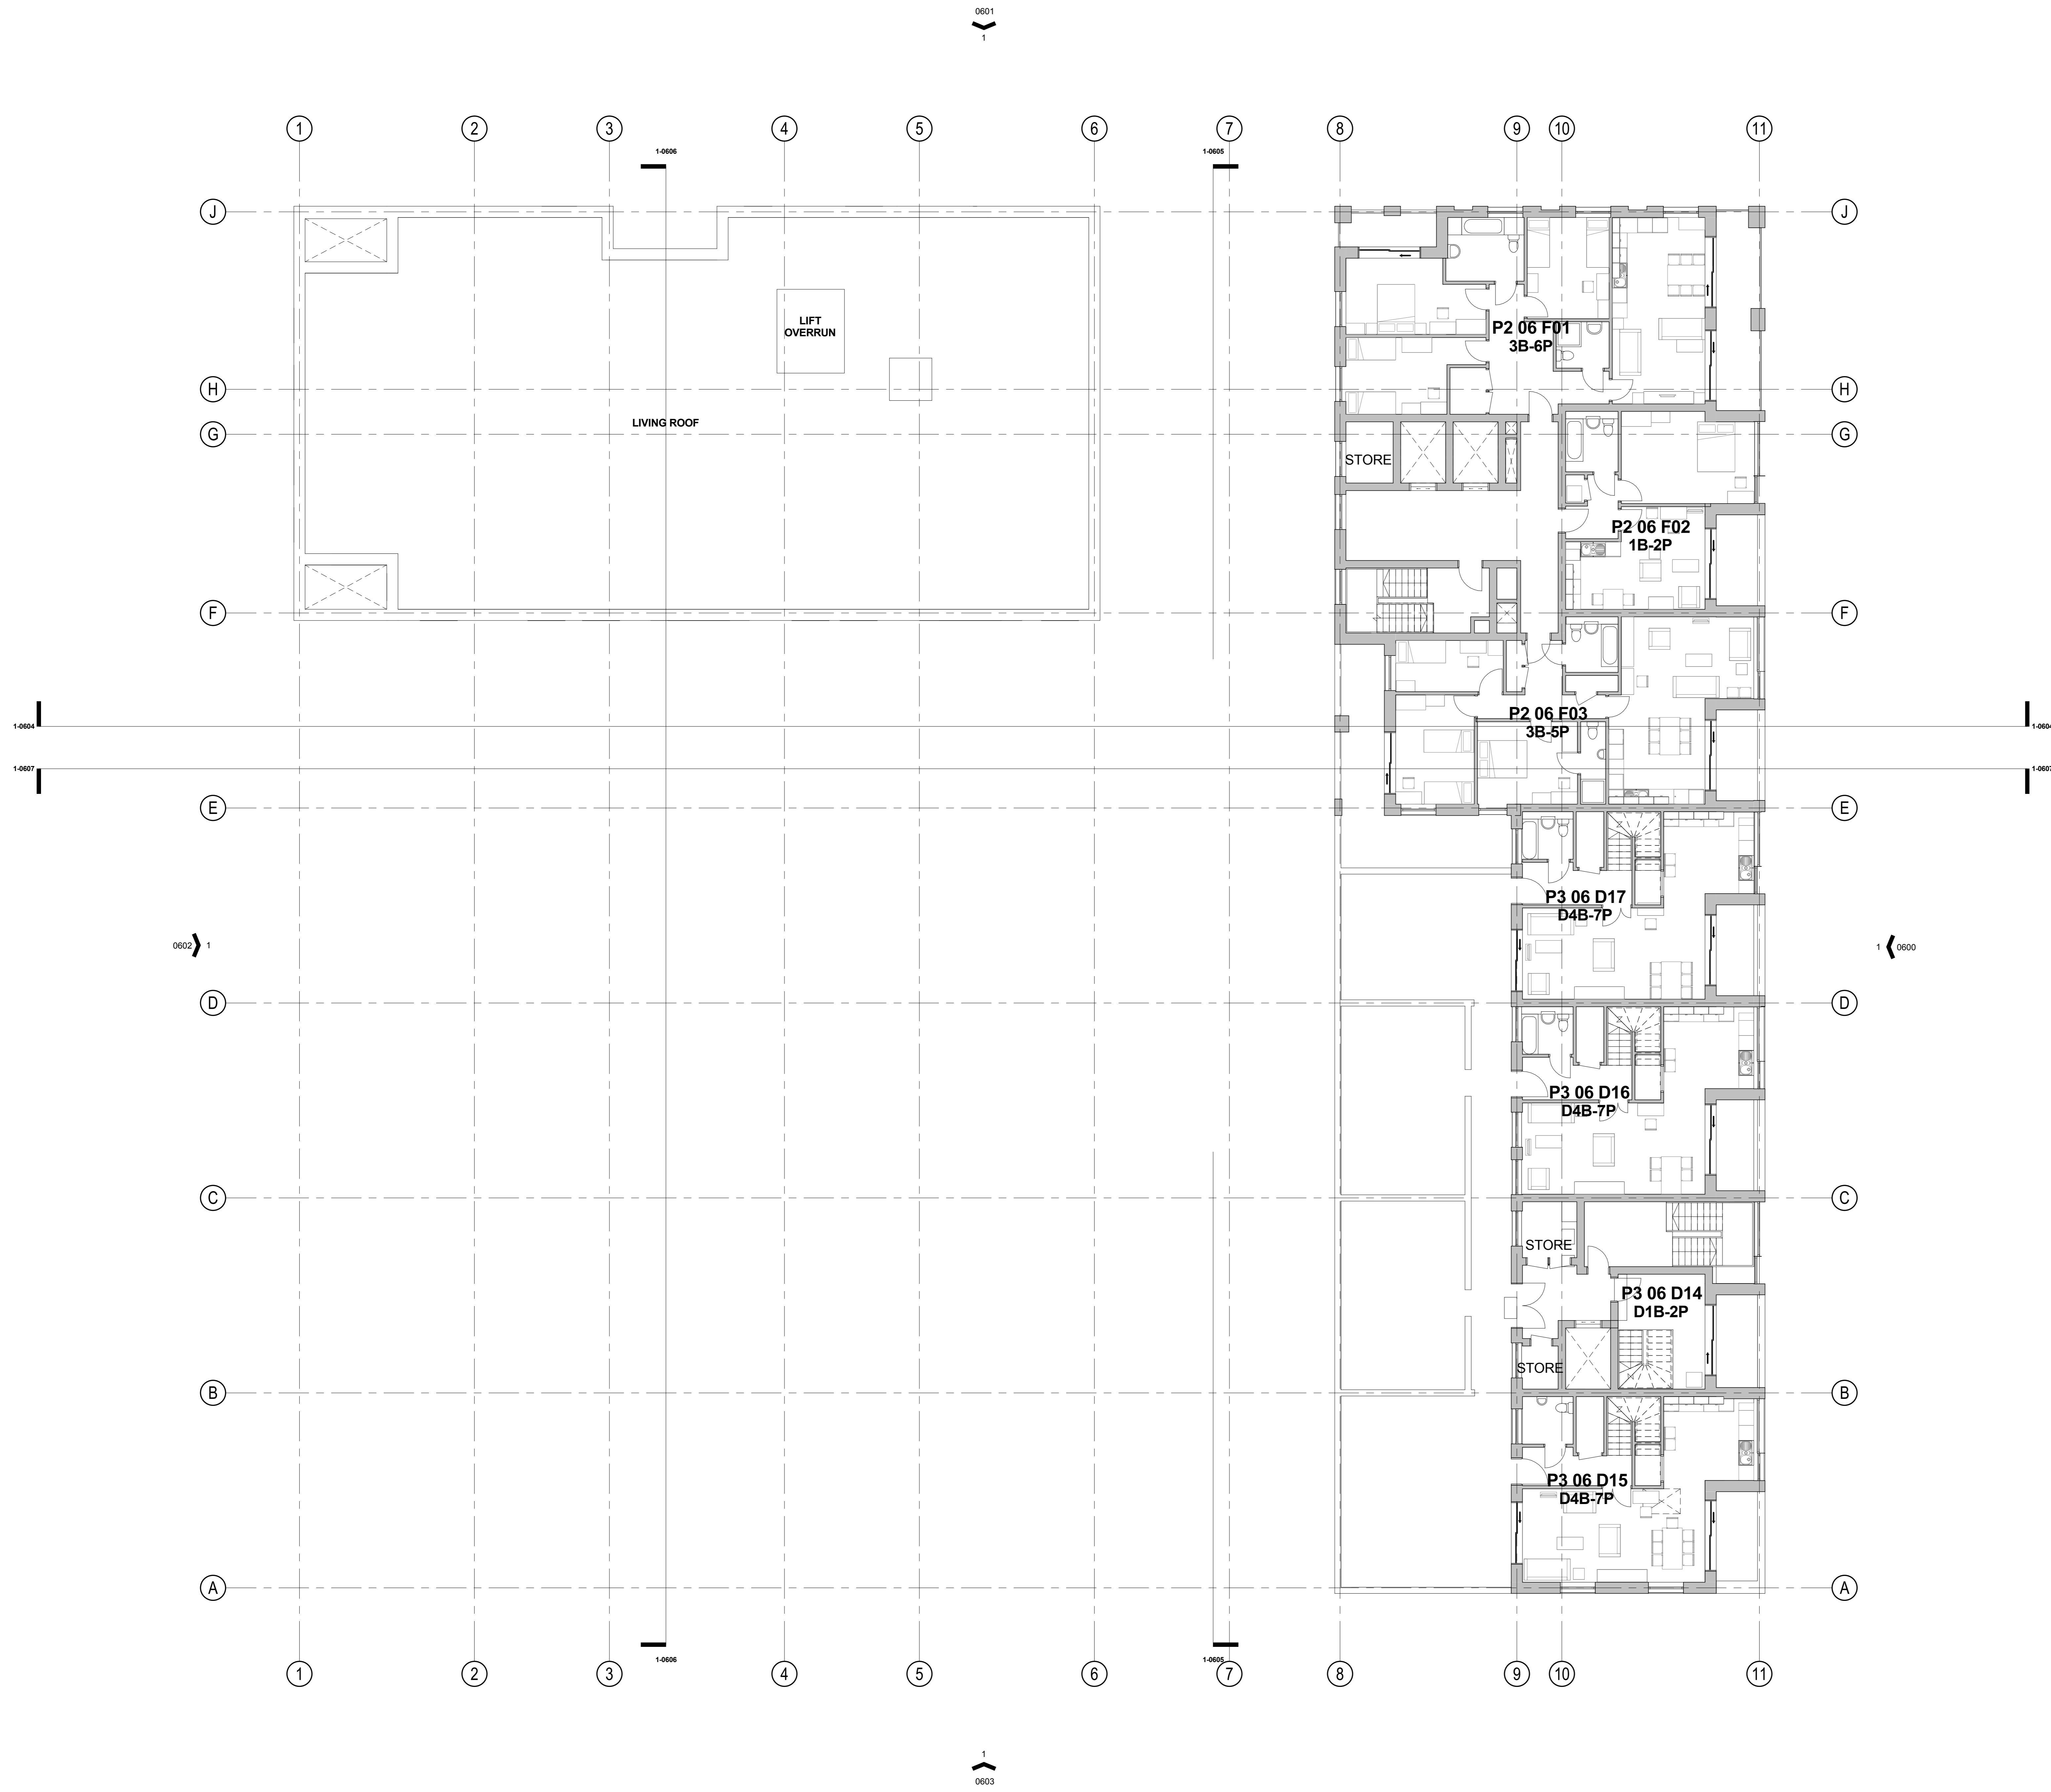 0601
1
1
2
3
4
5
6
7
8
9
10
11
1-0606
1-0605
J
J
LIFT
OVERRUN
P2 06 F01
3B-6P
H
H
LIVING ROOF
G
G
STORE
P2 06 F02
1B-2P
F
F
P2 06 F03
3B-5P
1-0604
1-0604
1-0607
1-0607
E
E
P3 06 D17
D4B-7P
0602
1
1
0600
D
D
P3 06 D16
D4B-7P
C
C
STORE
P3 06 D14
D1B-2P
STORE
B
B
P3 06 D15
D4B-7P
A
A
1-0606
1-0605
1
2
3
4
5
6
7
8
9
10
11
1
0603